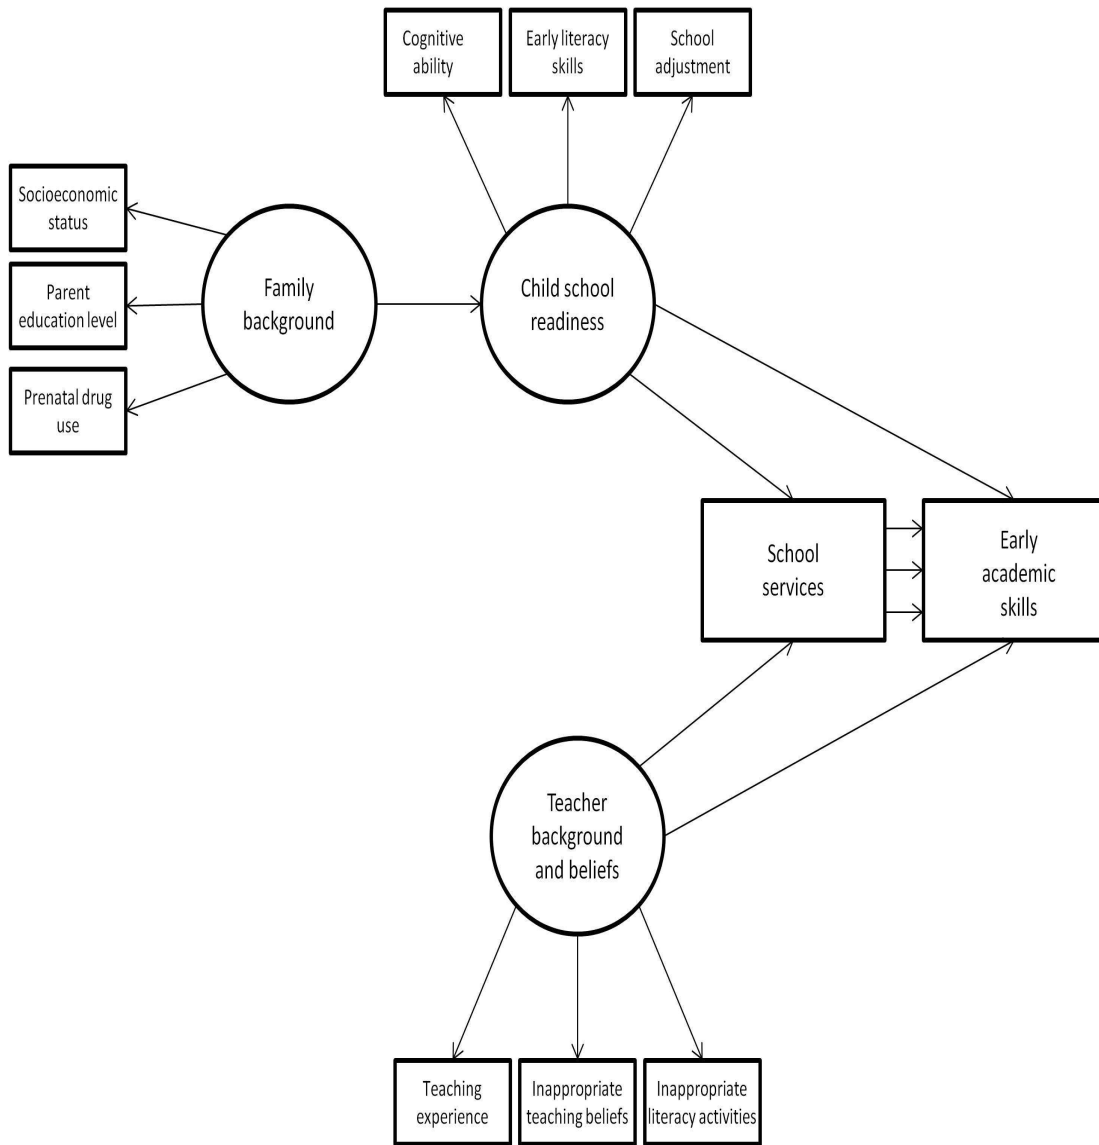 Cognitive
ability
Early literacy
skills
School
adjustment
Socioeconomic
status
Parent
education level
Prenatal drug
use
Family
background
Child school
readiness
School
services
Early
academic
skills
Teacher
background
and beliefs
Teaching
experience
Inappropriate
teaching beliefs
Inappropriate
literacy activities